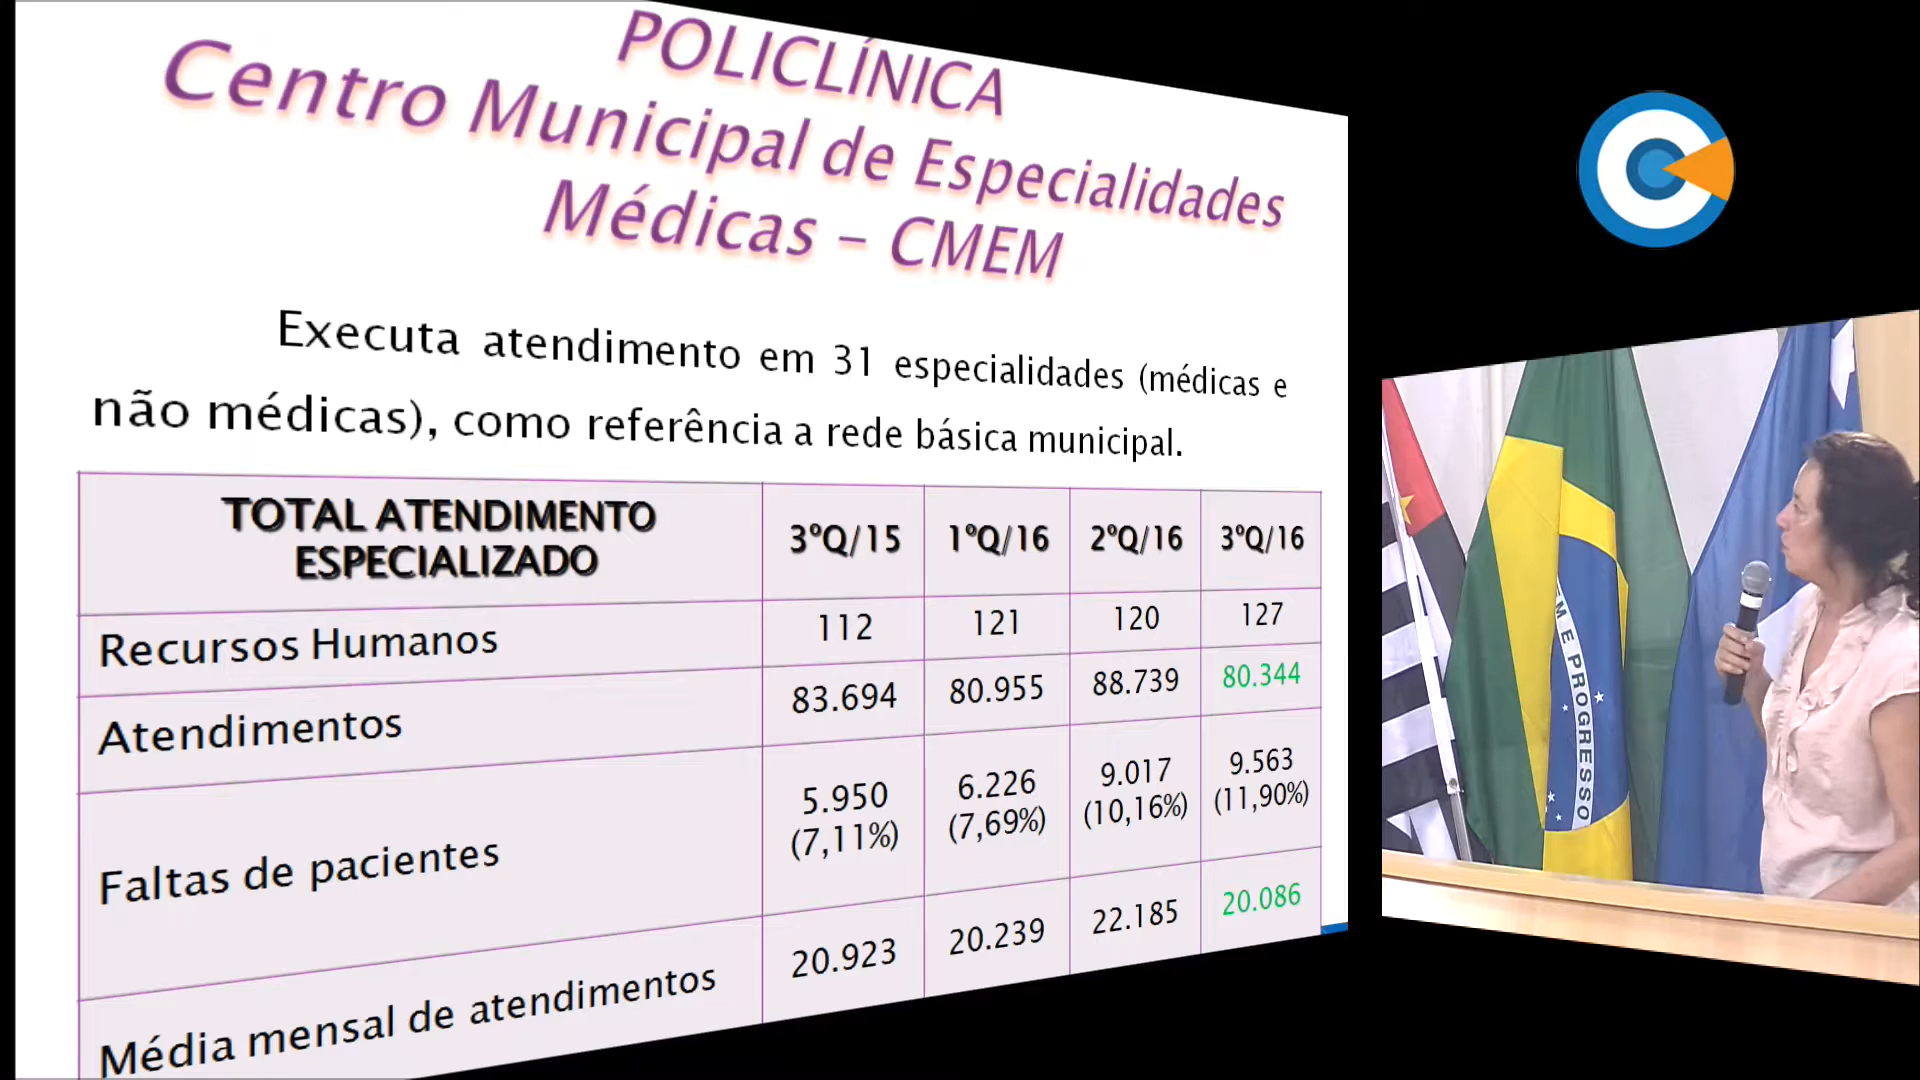 POLICLÍNICA
Centro Municipal de Especialidades
Médicas – CMEM
Executa atendimento em 31 especialidades (médicas e
não médicas), como referência a rede básica municipal.
TOTAL ATENDIMENTO
ESPECIALIZADO
3ºQ/15 1ºQ/16 2ºQ/16 3ºQ/16
Recursos Humanos 112 121 120 127
Atendimentos 83.694 80.955 88.739 80.344
Faltas de pacientes 5.950 6.226 9.017 9.563
(7,11%) (7,69%) (10,16%) (11,90%)
Média mensal de atendimentos 20.923 20.239 22.185 20.086
EM E PROGRESSO